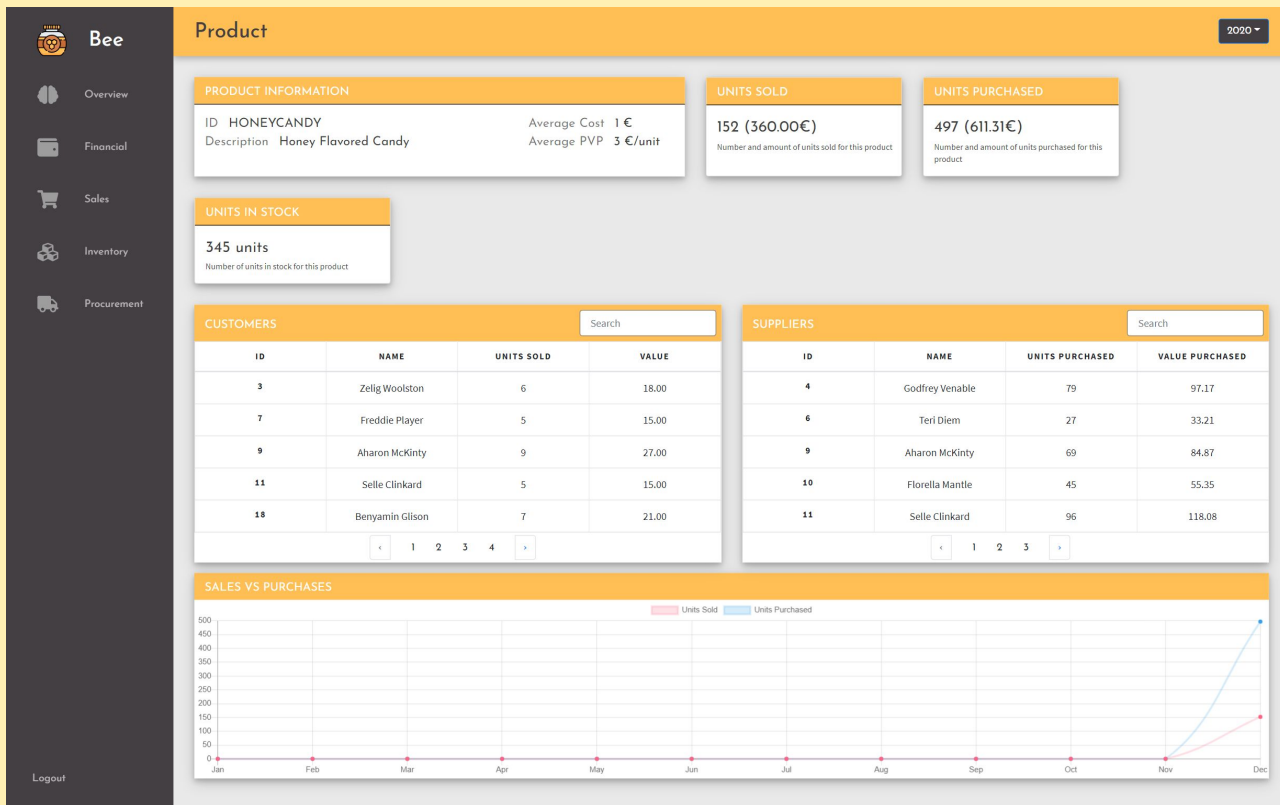 Bee
Product
2020
Overview
Financial
Sales
Inventory
Procurement
Logout
PRODUCT INFORMATION
ID HONEYCANDY
Average Cost 1 €
Description Honey Flavored Candy
Average PVP 3 €/unit
UNITS SOLD
152 (360.00€)
Number and amount of units sold for this product
UNITS PURCHASED
497 (611.31€)
Number and amount of units purchased for this
product
UNITS IN STOCK
345 units
Number of units in stock for this product
CUSTOMERS
Search
ID NAME UNITS SOLD VALUE
3 Zelig Woolston 6 18.00
7 Freddie Player 5 15.00
9 Aharon McKinty 9 27.00
11 Selle Clinkard 5 15.00
18 Benyamin Glison 7 21.00
‹ 1 2 3 4 ›
SUPPLIERS
Search
ID NAME UNITS PURCHASED VALUE PURCHASED
4 Godfrey Venable 79 97.17
6 Teri Diem 27 33.21
9 Aharon McKinty 69 84.87
10 Florella Mantle 45 55.35
11 Selle Clinkard 96 118.08
‹ 1 2 3 ›
SALES VS PURCHASES
Units Sold Units Purchased
500
450
400
350
300
250
200
150
100
50
0
Jan Feb Mar Apr May Jun Jul Aug Sep Oct Nov Dec